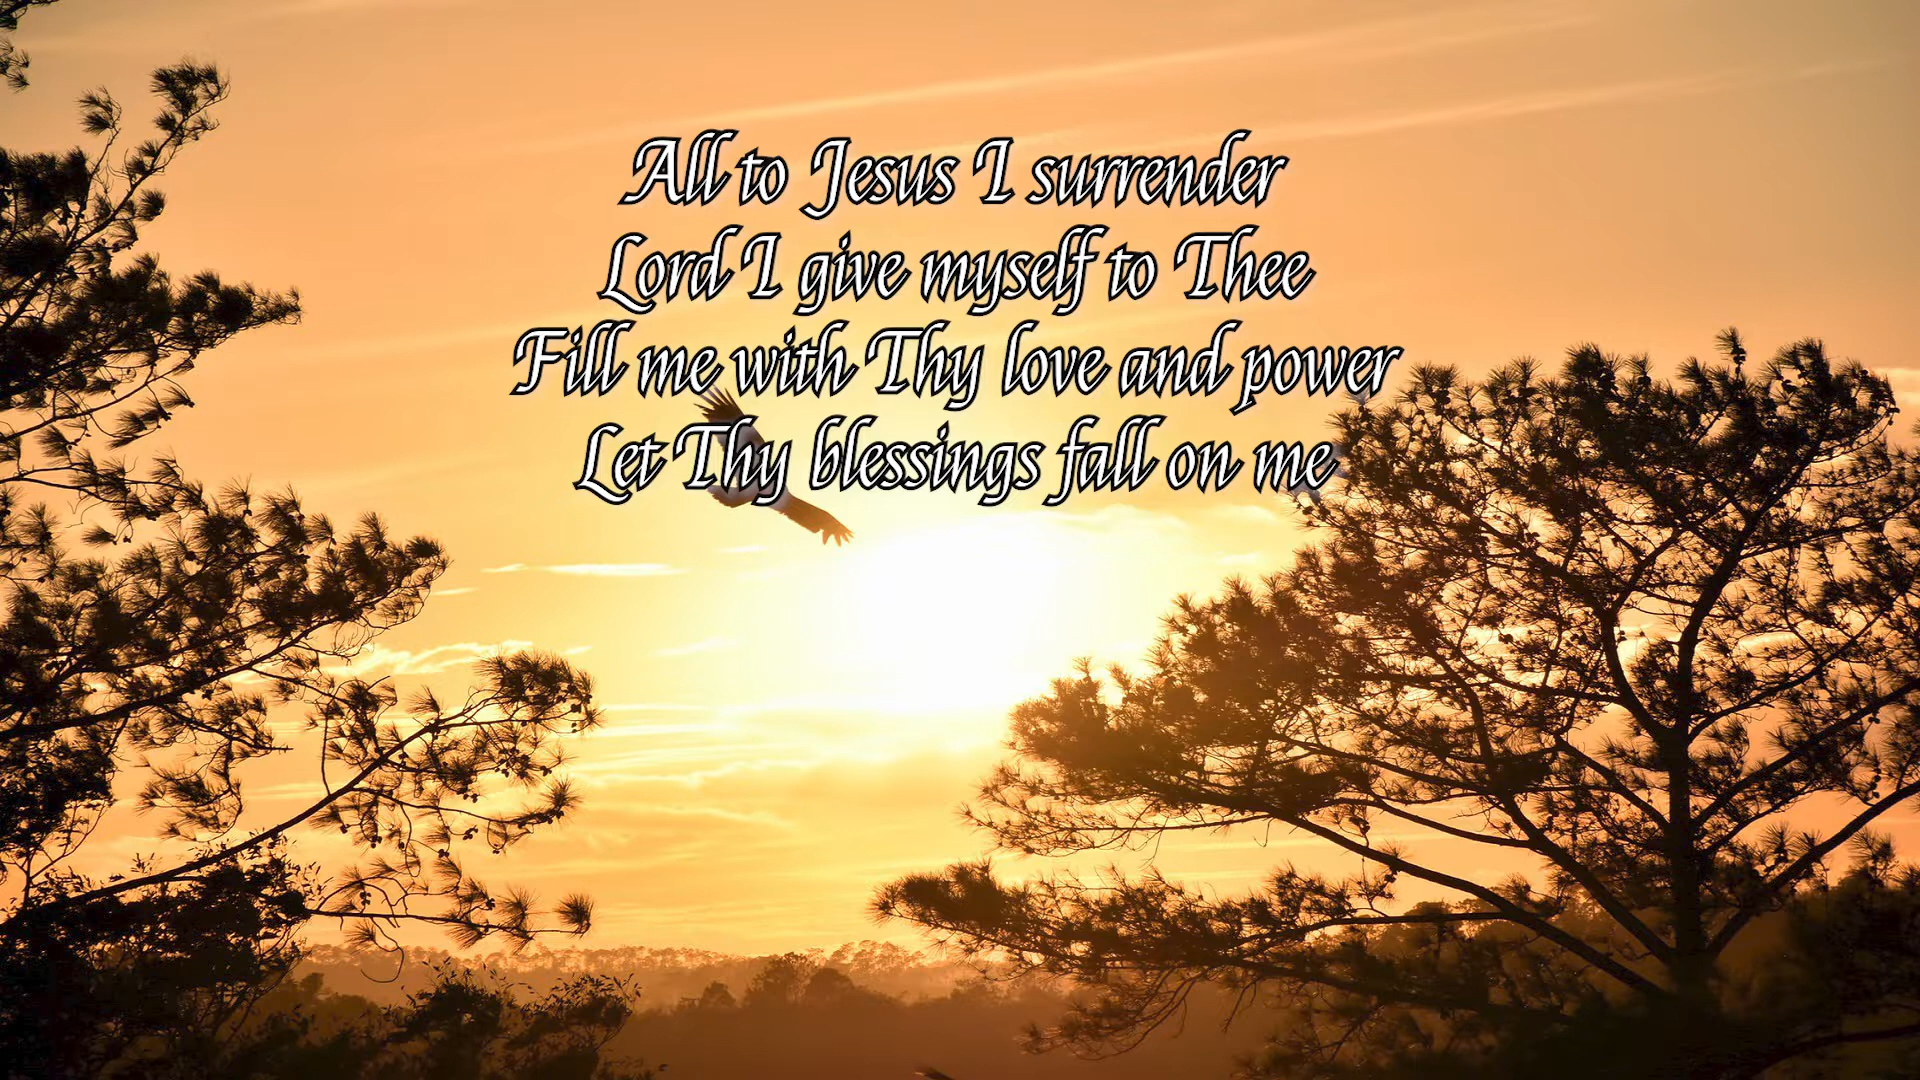 All to Jesus I surrender
Lord I give myself to Thee
Fill me with Thy love and power
Let Thy blessings fall on me